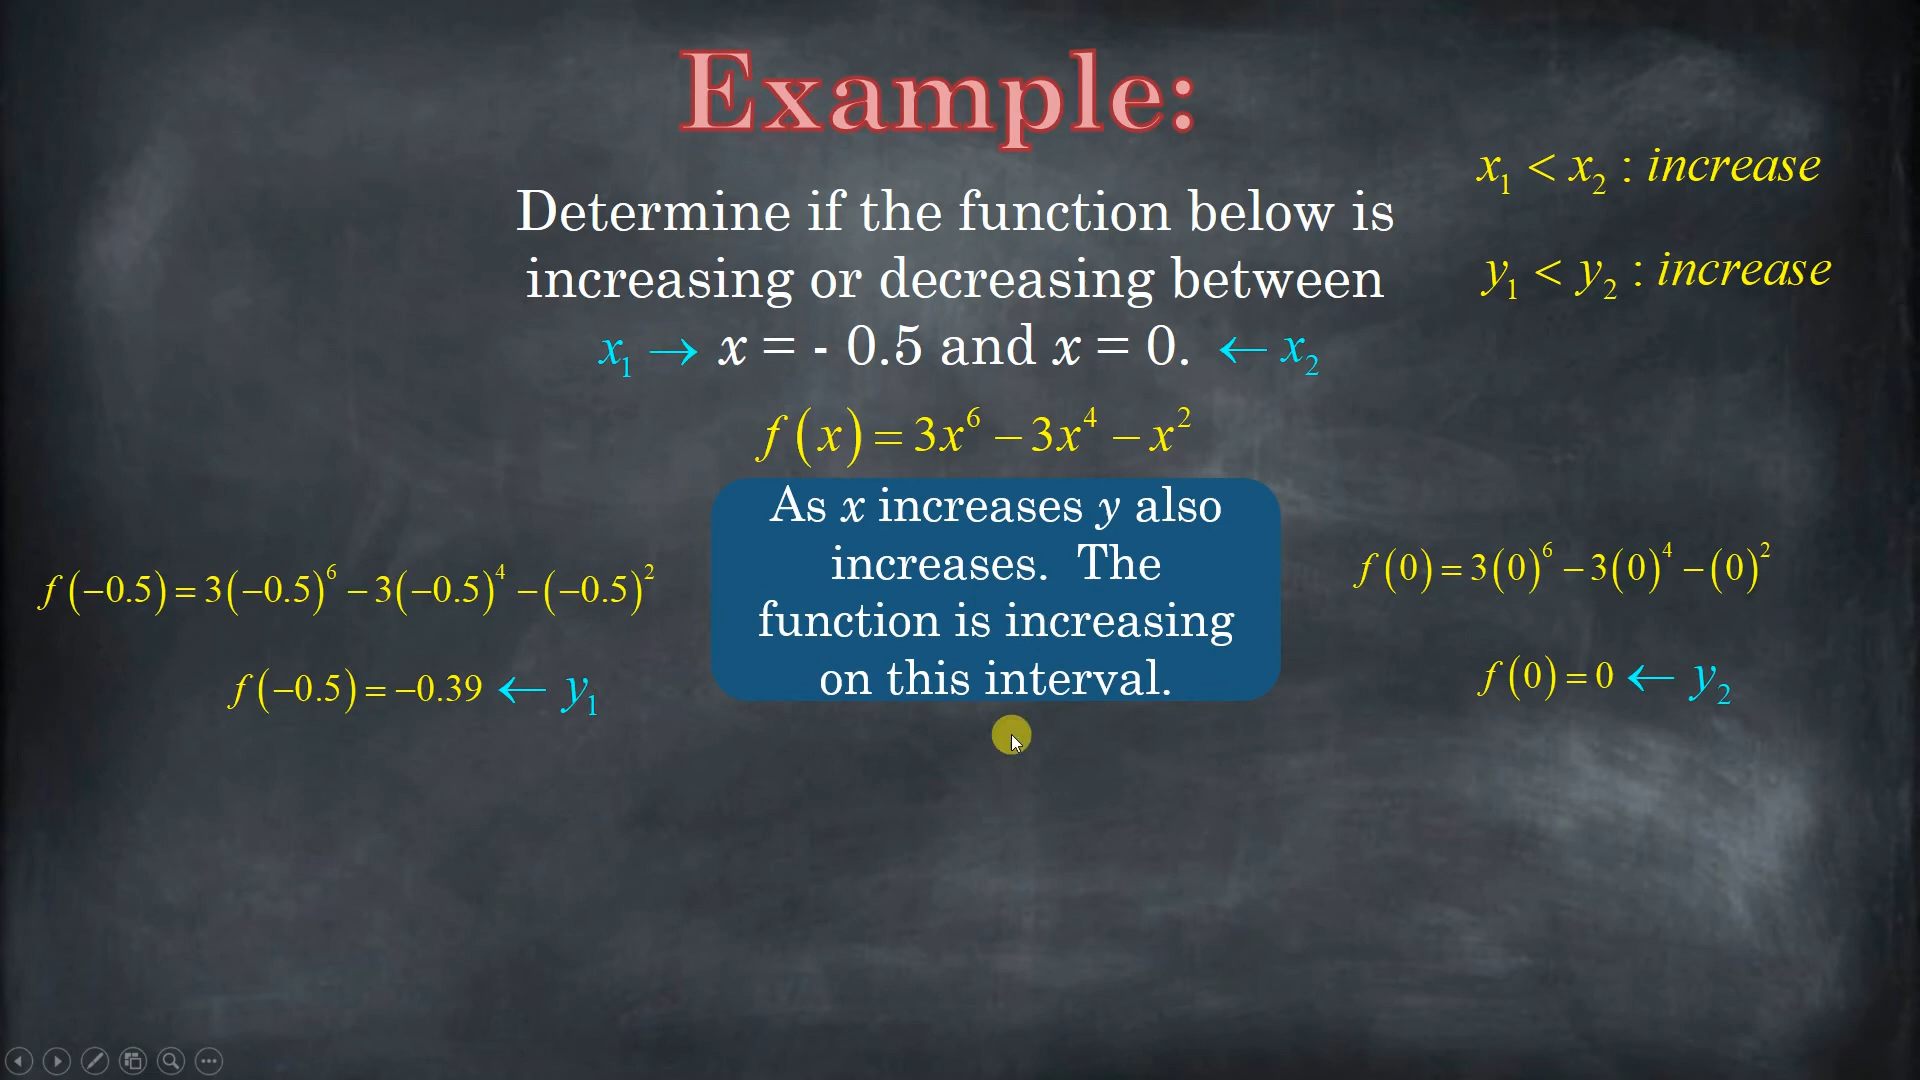 Example:
x₁ < x₂ : increase
Determine if the function below is
increasing or decreasing between
y₁ < y₂ : increase
x₁ → x = - 0.5 and x = 0. ← x₂
f(x) = 3x⁶ − 3x⁴ − x²
As x increases y also
increases. The
function is increasing
on this interval.
f(−0.5) = 3(−0.5)⁶ − 3(−0.5)⁴ − (−0.5)²
f(−0.5) = −0.39 ← y₁
f(0) = 3(0)⁶ − 3(0)⁴ − (0)²
f(0) = 0 ← y₂